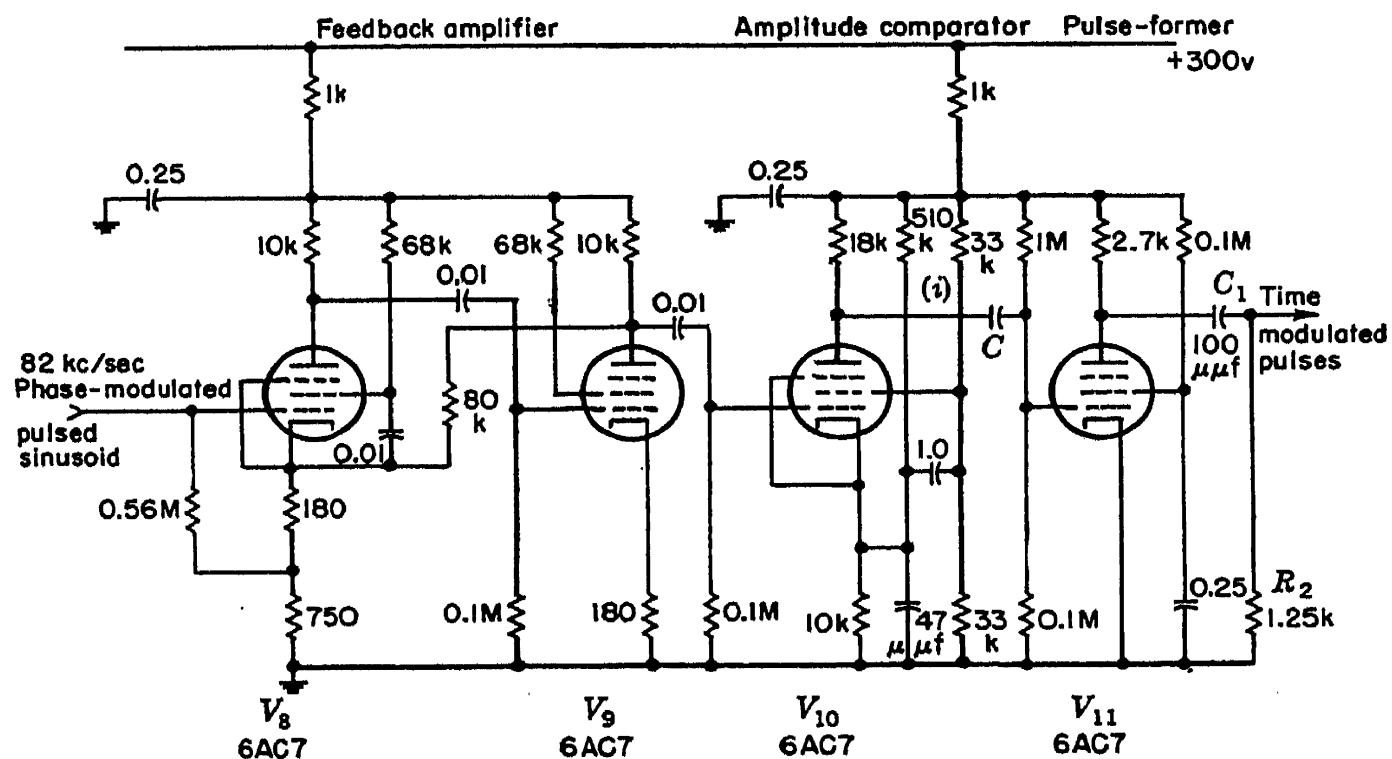 Feedback amplifier
Amplitude comparator
Pulse-former
+300v
1k
1k
0.25
0.25
10k
68k
68k
10k
18k
510
k
33
k
1M
2.7k
0.1M
0.01
0.01
(i)
C
C₁
Time
modulated
pulses
100
μμf
82 kc/sec
Phase-modulated
pulsed
sinusoid
80
k
0.01
1.0
0.56M
180
750
0.1M
180
0.1M
10k
47
μμf
33
k
0.1M
0.25
R₂
1.25k
V₈
6AC7
V₉
6AC7
V₁₀
6AC7
V₁₁
6AC7